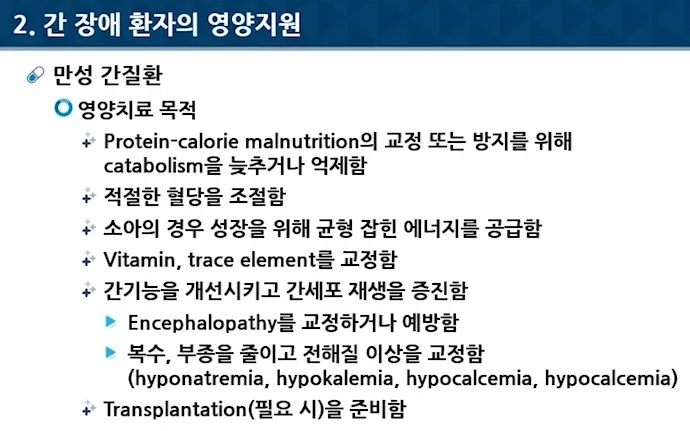 2. 간 장애 환자의 영양지원
만성 간질환
영양치료 목적
Protein-calorie malnutrition의 교정 또는 방지를 위해
catabolism을 늦추거나 억제함
적절한 혈당을 조절함
소아의 경우 성장을 위해 균형 잡힌 에너지를 공급함
Vitamin, trace element를 교정함
간기능을 개선시키고 간세포 재생을 증진함
Encephalopathy를 교정하거나 예방함
복수, 부종을 줄이고 전해질 이상을 교정함
(hyponatremia, hypokalemia, hypocalcemia, hypocalcemia)
Transplantation(필요 시)을 준비함